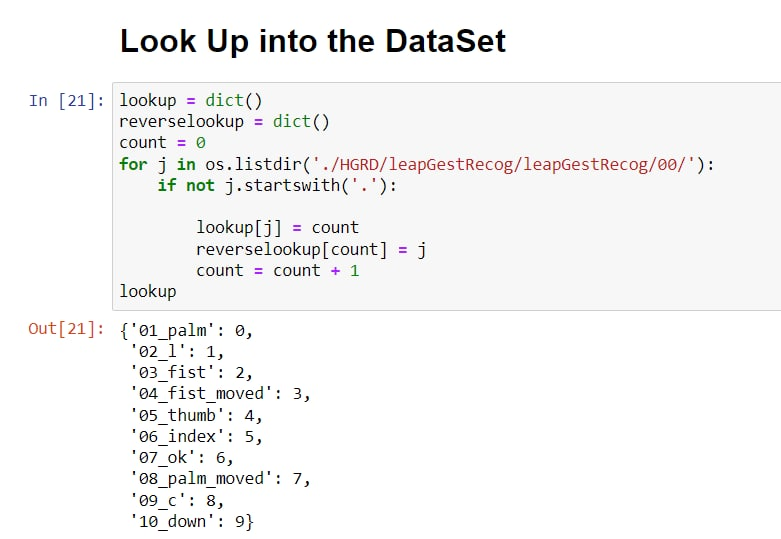 Look Up into the DataSet
In [21]: lookup = dict()
reverselookup = dict()
count = 0
for j in os.listdir('./HGRD/leapGestRecog/leapGestRecog/00/'):
    if not j.startswith('.'):
        lookup[j] = count
        reverselookup[count] = j
        count = count + 1
lookup
Out[21]: {'01_palm': 0,
'02_l': 1,
'03_fist': 2,
'04_fist_moved': 3,
'05_thumb': 4,
'06_index': 5,
'07_ok': 6,
'08_palm_moved': 7,
'09_c': 8,
'10_down': 9}